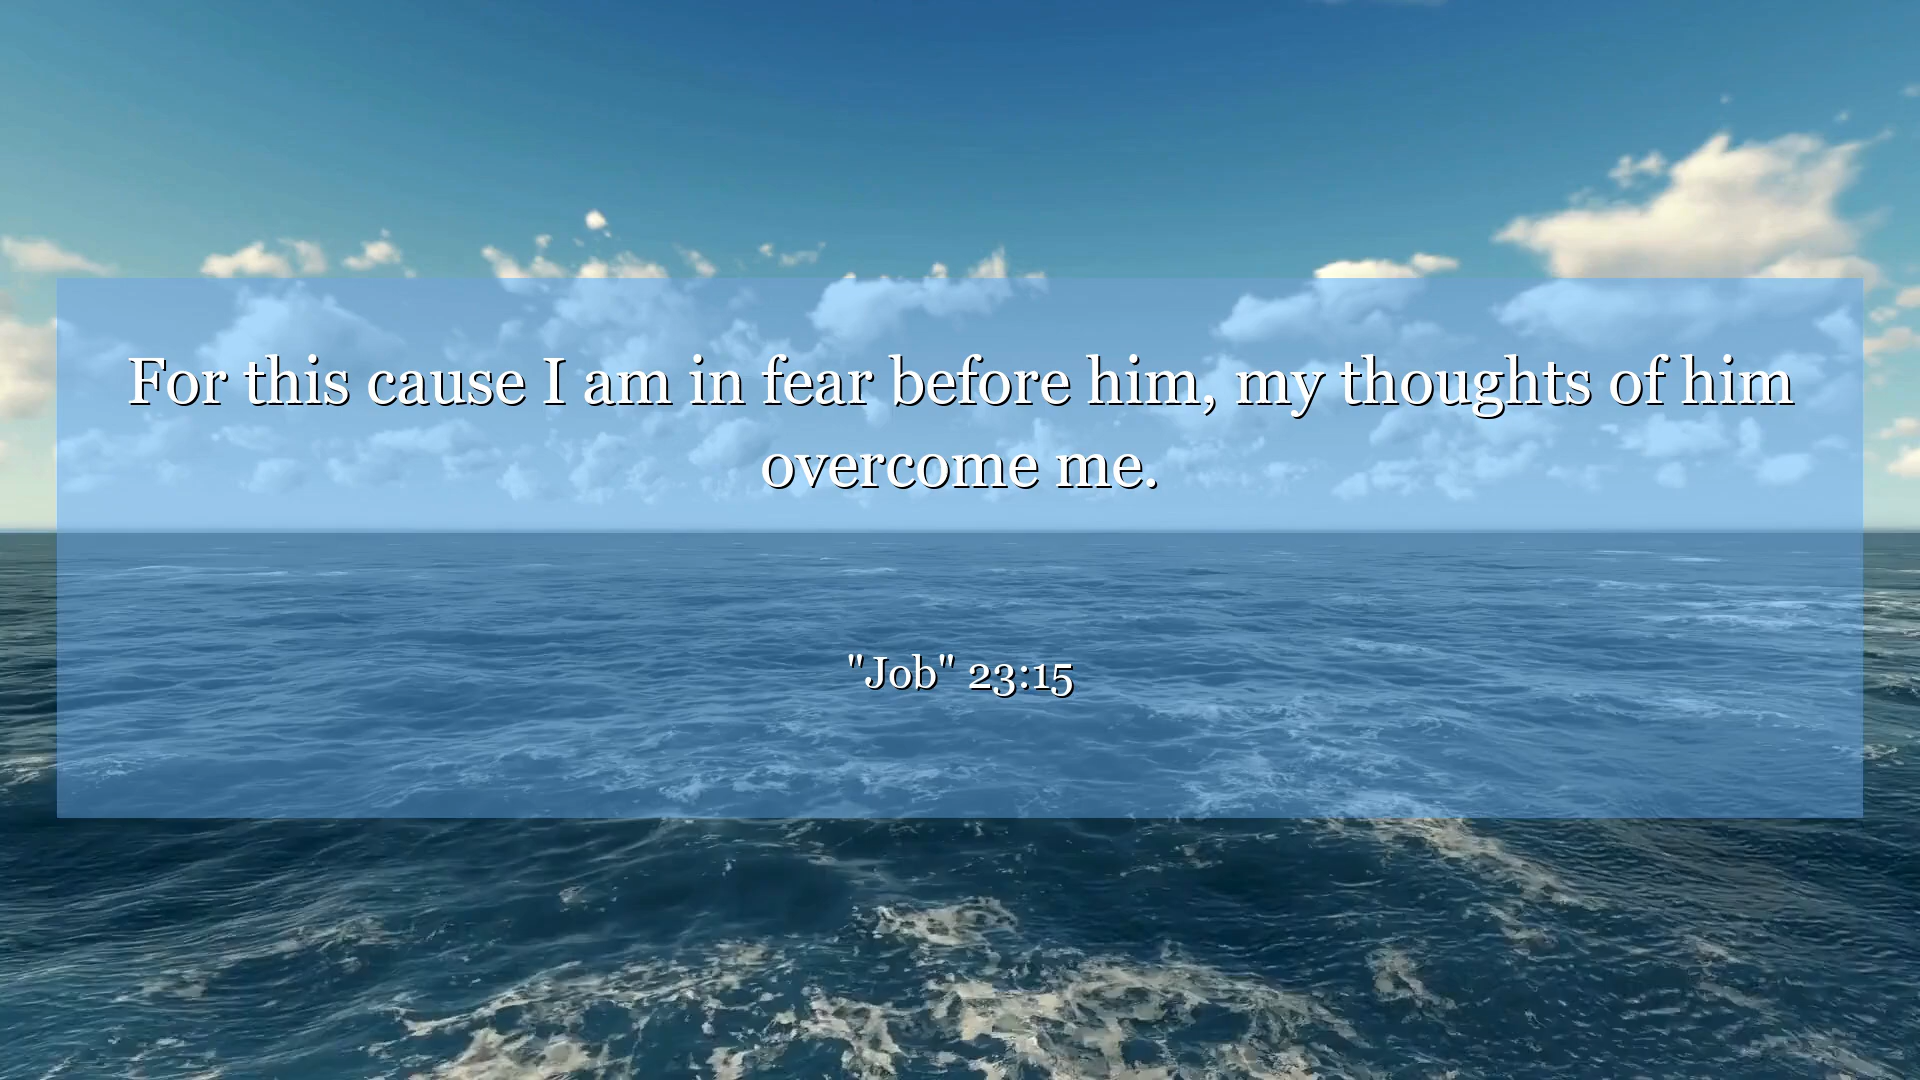 For this cause I am in fear before him, my thoughts of him
overcome me.
"Job" 23:15